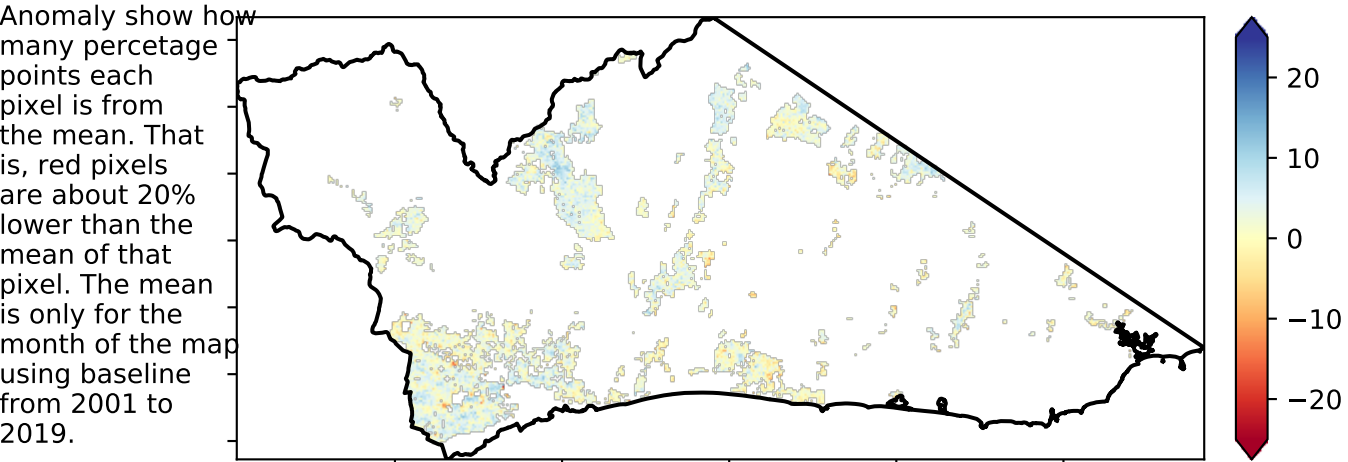 Anomaly show how
many percetage
points each
pixel is from
the mean. That
is, red pixels
are about 20%
lower than the
mean of that
pixel. The mean
is only for the
month of the map
using baseline
from 2001 to
2019.
20
10
0
−10
−20